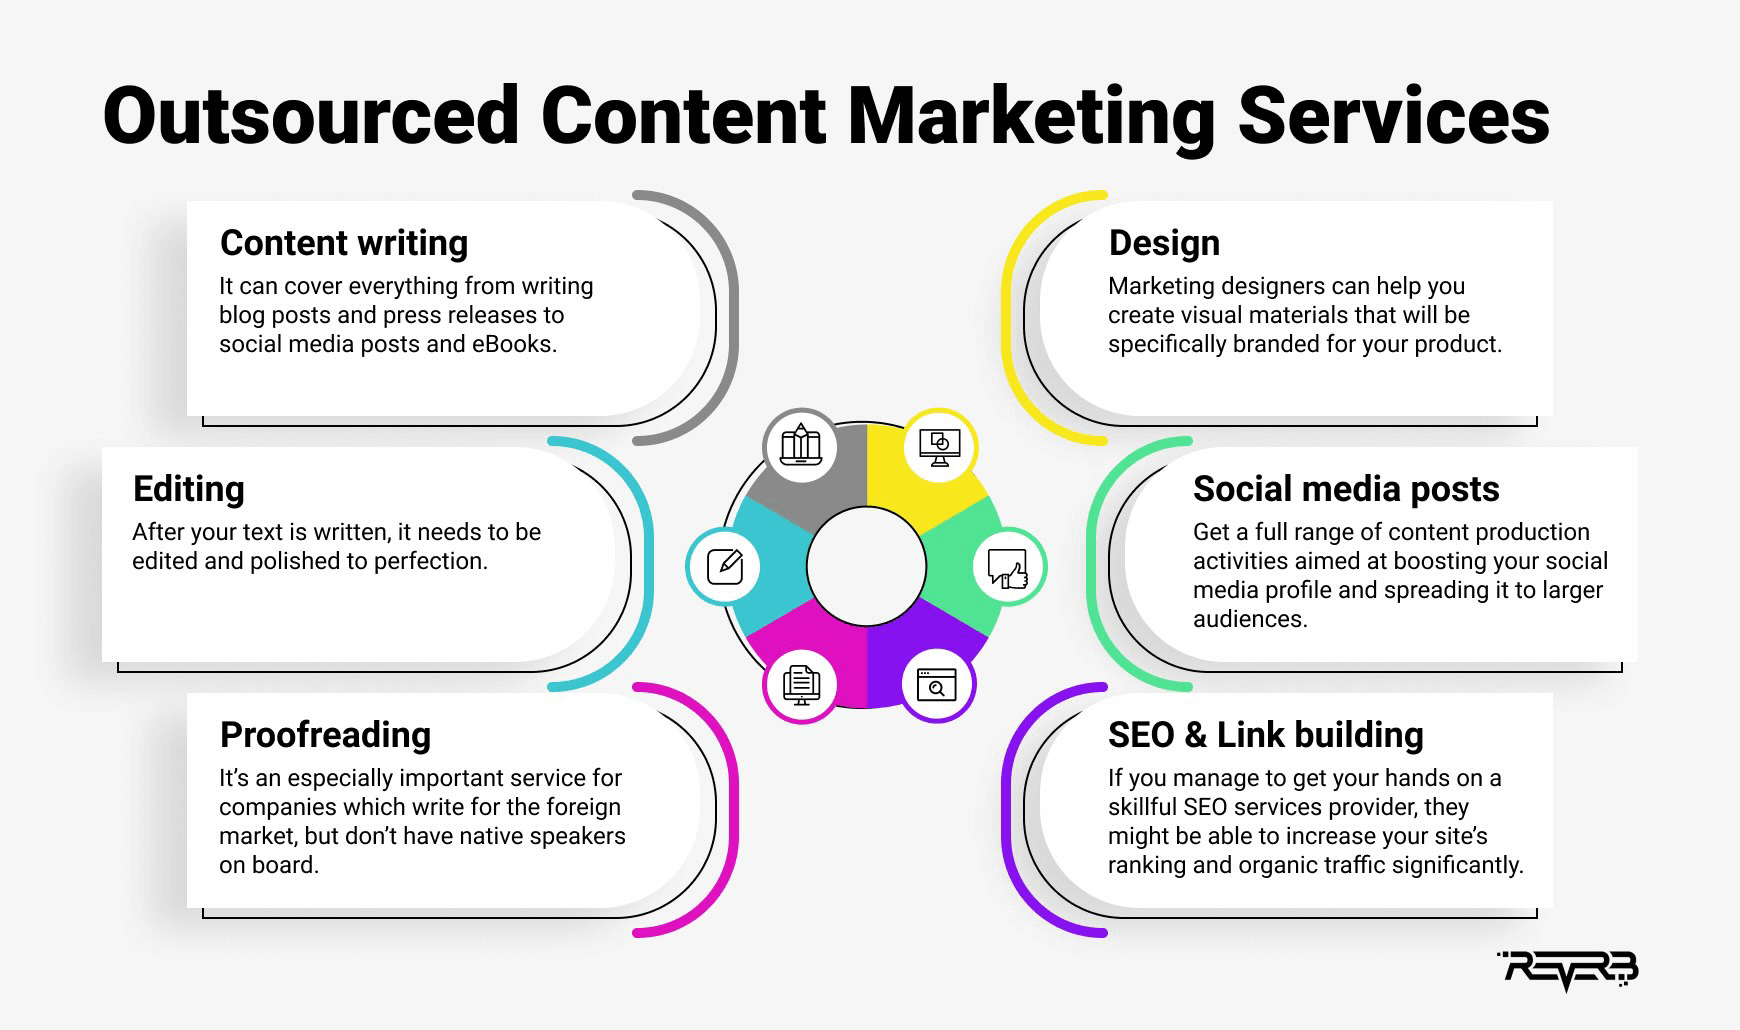 Outsourced Content Marketing Services
Content writing
It can cover everything from writing
blog posts and press releases to
social media posts and eBooks.
Editing
After your text is written, it needs to be
edited and polished to perfection.
Proofreading
It’s an especially important service for
companies which write for the foreign
market, but don’t have native speakers
on board.
Design
Marketing designers can help you
create visual materials that will be
specifically branded for your product.
Social media posts
Get a full range of content production
activities aimed at boosting your social
media profile and spreading it to larger
audiences.
SEO & Link building
If you manage to get your hands on a
skillful SEO services provider, they
might be able to increase your site’s
ranking and organic traffic significantly.
REVERB